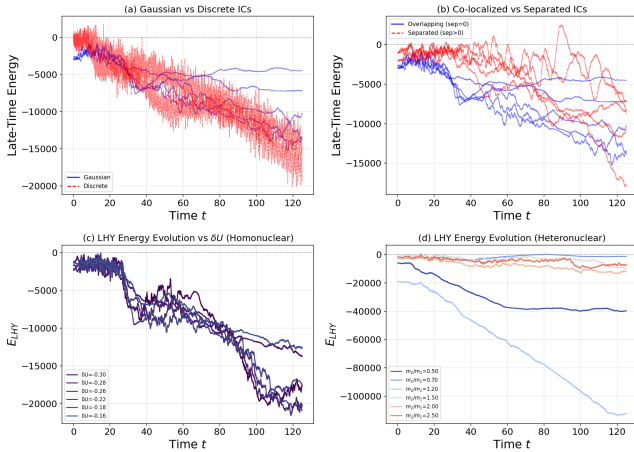 (a) Gaussian vs Discrete ICs
0
−5000
−10000
−15000
−20000
Late-Time Energy
Gaussian
Discrete
0 20 40 60 80 100 120
Time t
(b) Co-localized vs Separated ICs
0
−5000
−10000
−15000
Late-Time Energy
Overlapping (sep=0)
Separated (sep>0)
0 20 40 60 80 100 120
Time t
(c) LHY Energy Evolution vs δU (Homonuclear)
0
−5000
−10000
−15000
−20000
E_LHY
δU=-0.30
δU=-0.28
δU=-0.26
δU=-0.22
δU=-0.18
δU=-0.16
0 20 40 60 80 100 120
Time t
(d) LHY Energy Evolution (Heteronuclear)
0
−20000
−40000
−60000
−80000
−100000
E_LHY
m₂/m₁=0.50
m₂/m₁=0.70
m₂/m₁=1.20
m₂/m₁=1.50
m₂/m₁=2.00
m₂/m₁=2.50
0 20 40 60 80 100 120
Time t